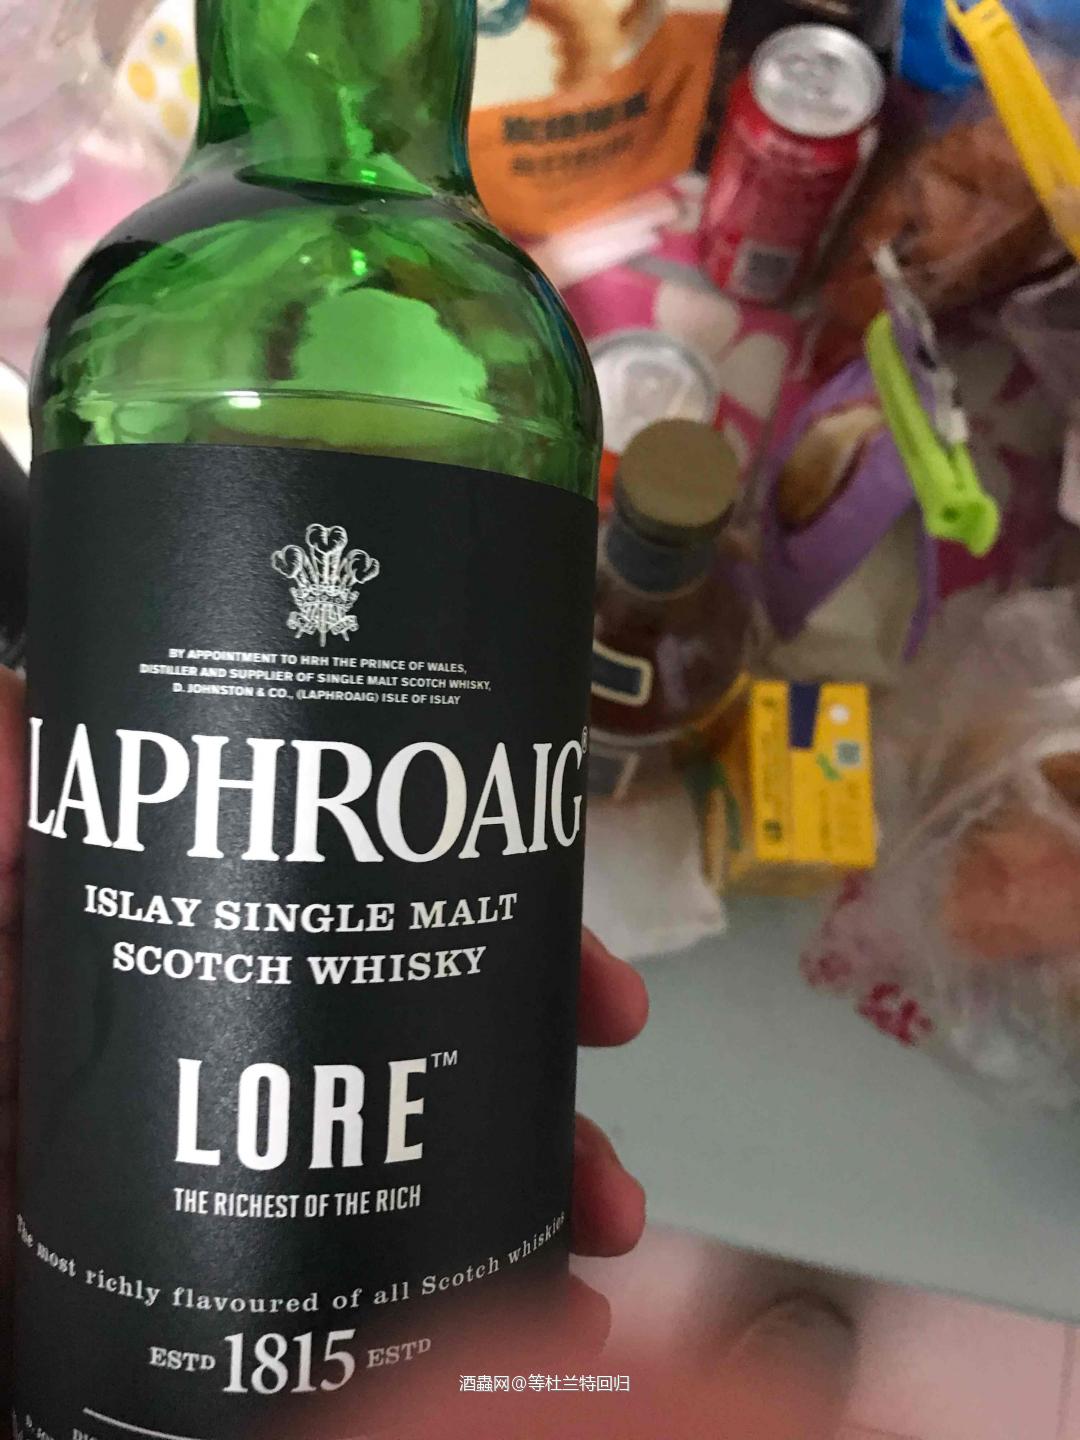 BY APPOINTMENT TO HRH THE PRINCE OF WALES,
DISTILLER AND SUPPLIER OF SINGLE MALT SCOTCH WHISKY,
D. JOHNSTON & CO., (LAPHROAIG) ISLE OF ISLAY
LAPHROAIG®
ISLAY SINGLE MALT
SCOTCH WHISKY
LORE™
THE RICHEST OF THE RICH
The most richly flavoured of all Scotch whiskies
ESTD 1815 ESTD
酒蟲网@等杜兰特回归